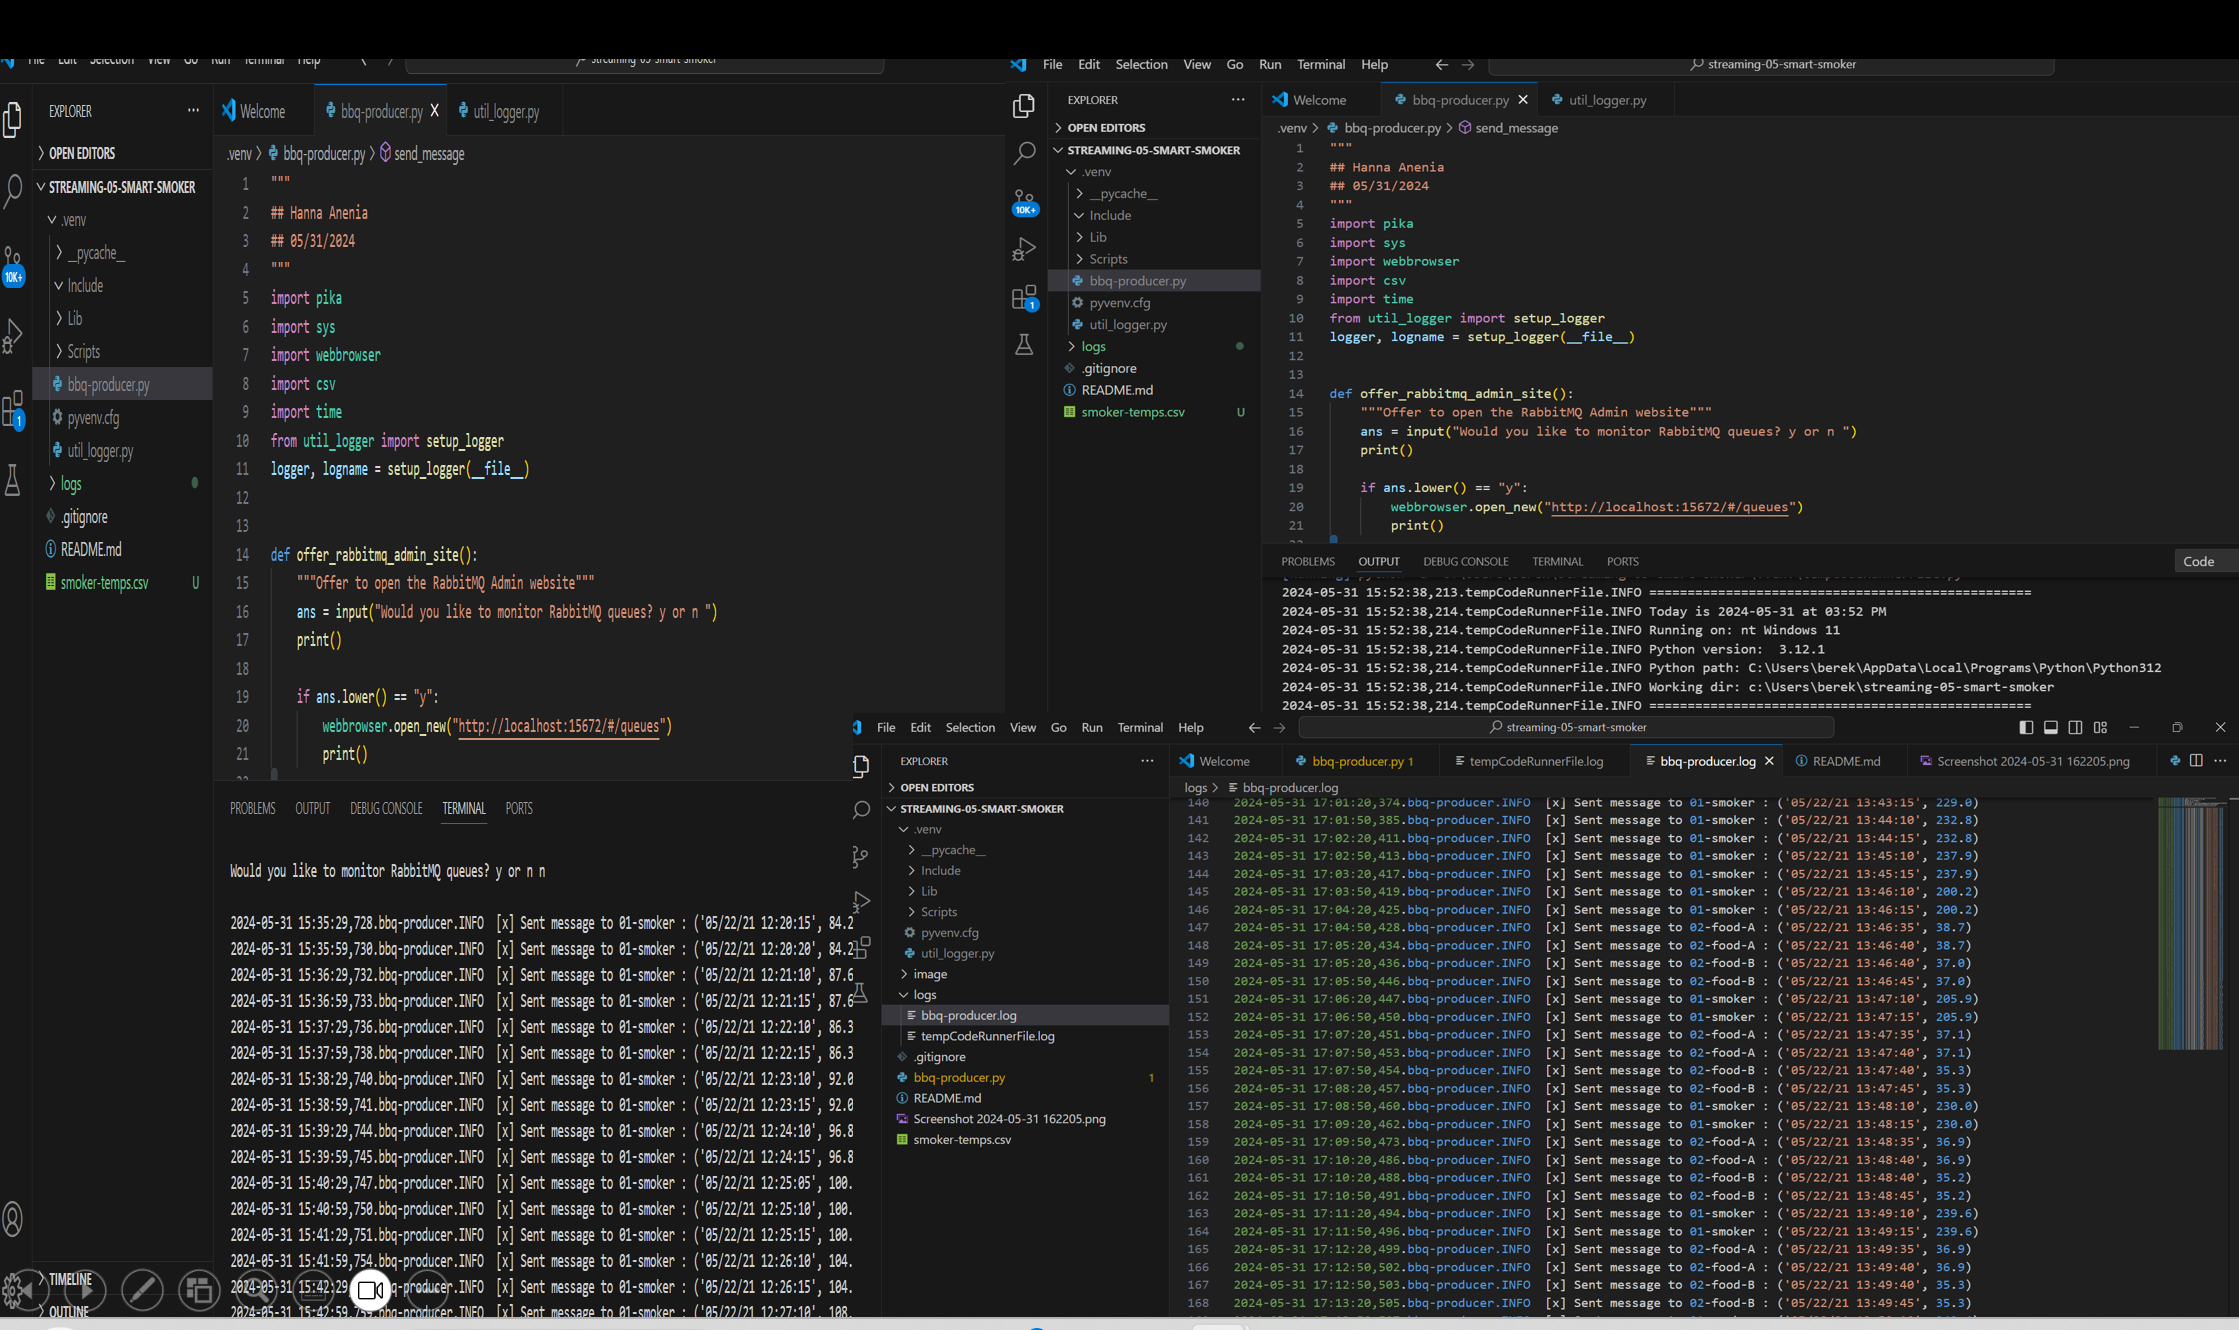 File Edit Selection View Go Run Terminal Help
streaming-05-smart-smoker
EXPLORER
Welcome
bbq-producer.py
util_logger.py
OPEN EDITORS
.venv > bbq-producer.py > send_message
STREAMING-05-SMART-SMOKER
.venv
__pycache__
Include
Lib
Scripts
bbq-producer.py
pyvenv.cfg
util_logger.py
logs
.gitignore
README.md
smoker-temps.csv U
10K+
1
1 """
2 ## Hanna Anenia
3 ## 05/31/2024
4 """
5 import pika
6 import sys
7 import webbrowser
8 import csv
9 import time
10 from util_logger import setup_logger
11 logger, logname = setup_logger(__file__)
12
13
14 def offer_rabbitmq_admin_site():
15 """Offer to open the RabbitMQ Admin website"""
16 ans = input("Would you like to monitor RabbitMQ queues? y or n ")
17 print()
18
19 if ans.lower() == "y":
20 webbrowser.open_new("http://localhost:15672/#/queues")
21 print()
PROBLEMS OUTPUT DEBUG CONSOLE TERMINAL PORTS
Would you like to monitor RabbitMQ queues? y or n n
2024-05-31 15:35:29,728.bbq-producer.INFO [x] Sent message to 01-smoker : ('05/22/21 12:20:15', 84.2
2024-05-31 15:35:59,730.bbq-producer.INFO [x] Sent message to 01-smoker : ('05/22/21 12:20:20', 84.2
2024-05-31 15:36:29,732.bbq-producer.INFO [x] Sent message to 01-smoker : ('05/22/21 12:21:10', 87.6
2024-05-31 15:36:59,733.bbq-producer.INFO [x] Sent message to 01-smoker : ('05/22/21 12:21:15', 87.6
2024-05-31 15:37:29,736.bbq-producer.INFO [x] Sent message to 01-smoker : ('05/22/21 12:22:10', 86.3
2024-05-31 15:37:59,738.bbq-producer.INFO [x] Sent message to 01-smoker : ('05/22/21 12:22:15', 86.3
2024-05-31 15:38:29,740.bbq-producer.INFO [x] Sent message to 01-smoker : ('05/22/21 12:23:10', 92.0
2024-05-31 15:38:59,741.bbq-producer.INFO [x] Sent message to 01-smoker : ('05/22/21 12:23:15', 92.0
2024-05-31 15:39:29,744.bbq-producer.INFO [x] Sent message to 01-smoker : ('05/22/21 12:24:10', 96.8
2024-05-31 15:39:59,745.bbq-producer.INFO [x] Sent message to 01-smoker : ('05/22/21 12:24:15', 96.8
2024-05-31 15:40:29,747.bbq-producer.INFO [x] Sent message to 01-smoker : ('05/22/21 12:25:05', 100.
2024-05-31 15:40:59,750.bbq-producer.INFO [x] Sent message to 01-smoker : ('05/22/21 12:25:10', 100.
2024-05-31 15:41:29,751.bbq-producer.INFO [x] Sent message to 01-smoker : ('05/22/21 12:25:15', 100.
2024-05-31 15:41:59,754.bbq-producer.INFO [x] Sent message to 01-smoker : ('05/22/21 12:26:10', 104.
2024-05-31 15:42:29 bbq-producer.INFO [x] Sent message to 01-smoker : ('05/22/21 12:26:15', 104.
2024-05-31 15:42:59 bbq-producer.INFO [x] Sent message to 01-smoker : ('05/22/21 12:27:10', 108.
TIMELINE
OUTLINE
File Edit Selection View Go Run Terminal Help
streaming-05-smart-smoker
EXPLORER
Welcome
bbq-producer.py
util_logger.py
OPEN EDITORS
.venv > bbq-producer.py > send_message
STREAMING-05-SMART-SMOKER
.venv
__pycache__
Include
Lib
Scripts
bbq-producer.py
pyvenv.cfg
util_logger.py
logs
.gitignore
README.md
smoker-temps.csv U
10K+
1
1 """
2 ## Hanna Anenia
3 ## 05/31/2024
4 """
5 import pika
6 import sys
7 import webbrowser
8 import csv
9 import time
10 from util_logger import setup_logger
11 logger, logname = setup_logger(__file__)
12
13
14 def offer_rabbitmq_admin_site():
15 """Offer to open the RabbitMQ Admin website"""
16 ans = input("Would you like to monitor RabbitMQ queues? y or n ")
17 print()
18
19 if ans.lower() == "y":
20 webbrowser.open_new("http://localhost:15672/#/queues")
21 print()
PROBLEMS OUTPUT DEBUG CONSOLE TERMINAL PORTS Code
2024-05-31 15:52:38,213.tempCodeRunnerFile.INFO ==================================================
2024-05-31 15:52:38,214.tempCodeRunnerFile.INFO Today is 2024-05-31 at 03:52 PM
2024-05-31 15:52:38,214.tempCodeRunnerFile.INFO Running on: nt Windows 11
2024-05-31 15:52:38,214.tempCodeRunnerFile.INFO Python version: 3.12.1
2024-05-31 15:52:38,214.tempCodeRunnerFile.INFO Python path: C:\Users\berek\AppData\Local\Programs\Python\Python312
2024-05-31 15:52:38,214.tempCodeRunnerFile.INFO Working dir: c:\Users\berek\streaming-05-smart-smoker
2024-05-31 15:52:38,214.tempCodeRunnerFile.INFO ==================================================
File Edit Selection View Go Run Terminal Help
streaming-05-smart-smoker
EXPLORER
Welcome
bbq-producer.py 1
tempCodeRunnerFile.log
bbq-producer.log
README.md
Screenshot 2024-05-31 162205.png
OPEN EDITORS
logs > bbq-producer.log
STREAMING-05-SMART-SMOKER
.venv
__pycache__
Include
Lib
Scripts
pyvenv.cfg
util_logger.py
image
logs
bbq-producer.log
tempCodeRunnerFile.log
.gitignore
bbq-producer.py 1
README.md
Screenshot 2024-05-31 162205.png
smoker-temps.csv
140 2024-05-31 17:01:20,374.bbq-producer.INFO [x] Sent message to 01-smoker : ('05/22/21 13:43:15', 229.0)
141 2024-05-31 17:01:50,385.bbq-producer.INFO [x] Sent message to 01-smoker : ('05/22/21 13:44:10', 232.8)
142 2024-05-31 17:02:20,411.bbq-producer.INFO [x] Sent message to 01-smoker : ('05/22/21 13:44:15', 232.8)
143 2024-05-31 17:02:50,413.bbq-producer.INFO [x] Sent message to 01-smoker : ('05/22/21 13:45:10', 237.9)
144 2024-05-31 17:03:20,417.bbq-producer.INFO [x] Sent message to 01-smoker : ('05/22/21 13:45:15', 237.9)
145 2024-05-31 17:03:50,419.bbq-producer.INFO [x] Sent message to 01-smoker : ('05/22/21 13:46:10', 200.2)
146 2024-05-31 17:04:20,425.bbq-producer.INFO [x] Sent message to 01-smoker : ('05/22/21 13:46:15', 200.2)
147 2024-05-31 17:04:50,428.bbq-producer.INFO [x] Sent message to 02-food-A : ('05/22/21 13:46:35', 38.7)
148 2024-05-31 17:05:20,434.bbq-producer.INFO [x] Sent message to 02-food-A : ('05/22/21 13:46:40', 38.7)
149 2024-05-31 17:05:20,436.bbq-producer.INFO [x] Sent message to 02-food-B : ('05/22/21 13:46:40', 37.0)
150 2024-05-31 17:05:50,446.bbq-producer.INFO [x] Sent message to 02-food-B : ('05/22/21 13:46:45', 37.0)
151 2024-05-31 17:06:20,447.bbq-producer.INFO [x] Sent message to 01-smoker : ('05/22/21 13:47:10', 205.9)
152 2024-05-31 17:06:50,450.bbq-producer.INFO [x] Sent message to 01-smoker : ('05/22/21 13:47:15', 205.9)
153 2024-05-31 17:07:20,451.bbq-producer.INFO [x] Sent message to 02-food-A : ('05/22/21 13:47:35', 37.1)
154 2024-05-31 17:07:50,453.bbq-producer.INFO [x] Sent message to 02-food-A : ('05/22/21 13:47:40', 37.1)
155 2024-05-31 17:07:50,454.bbq-producer.INFO [x] Sent message to 02-food-B : ('05/22/21 13:47:40', 35.3)
156 2024-05-31 17:08:20,457.bbq-producer.INFO [x] Sent message to 02-food-B : ('05/22/21 13:47:45', 35.3)
157 2024-05-31 17:08:50,460.bbq-producer.INFO [x] Sent message to 01-smoker : ('05/22/21 13:48:10', 230.0)
158 2024-05-31 17:09:20,462.bbq-producer.INFO [x] Sent message to 01-smoker : ('05/22/21 13:48:15', 230.0)
159 2024-05-31 17:09:50,473.bbq-producer.INFO [x] Sent message to 02-food-A : ('05/22/21 13:48:35', 36.9)
160 2024-05-31 17:10:20,486.bbq-producer.INFO [x] Sent message to 02-food-A : ('05/22/21 13:48:40', 36.9)
161 2024-05-31 17:10:20,488.bbq-producer.INFO [x] Sent message to 02-food-B : ('05/22/21 13:48:40', 35.2)
162 2024-05-31 17:10:50,491.bbq-producer.INFO [x] Sent message to 02-food-B : ('05/22/21 13:48:45', 35.2)
163 2024-05-31 17:11:20,494.bbq-producer.INFO [x] Sent message to 01-smoker : ('05/22/21 13:49:10', 239.6)
164 2024-05-31 17:11:50,496.bbq-producer.INFO [x] Sent message to 01-smoker : ('05/22/21 13:49:15', 239.6)
165 2024-05-31 17:12:20,499.bbq-producer.INFO [x] Sent message to 02-food-A : ('05/22/21 13:49:35', 36.9)
166 2024-05-31 17:12:50,502.bbq-producer.INFO [x] Sent message to 02-food-A : ('05/22/21 13:49:40', 36.9)
167 2024-05-31 17:12:50,503.bbq-producer.INFO [x] Sent message to 02-food-B : ('05/22/21 13:49:40', 35.3)
168 2024-05-31 17:13:20,505.bbq-producer.INFO [x] Sent message to 02-food-B : ('05/22/21 13:49:45', 35.3)